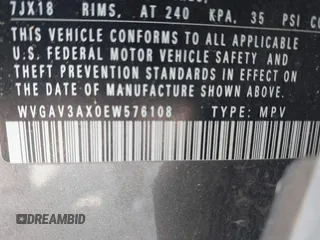 7JX18 RIMS, AT 240 KPA, 35 PSI CO
THIS VEHICLE CONFORMS TO ALL APPLICABLE
U.S. FEDERAL MOTOR VEHICLE SAFETY AND
THEFT PREVENTION STANDARDS IN EFFECT ON
THE DATE OF MANUFACTURE SHOWN ABOVE.
WVGAV3AX0EW576108 TYPE: MPV
DREAMBID